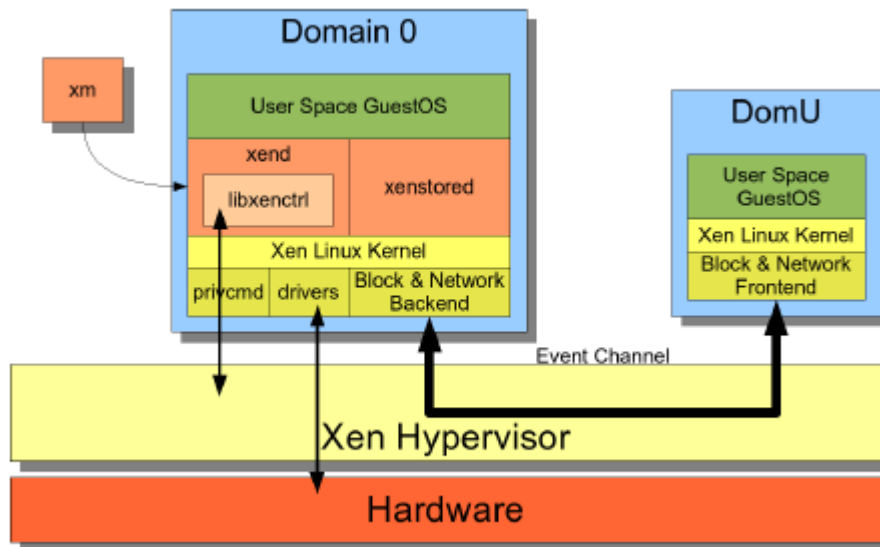 Domain 0
xm
User Space GuestOS
xend
libxenctrl
xenstored
Xen Linux Kernel
privcmd
drivers
Block & Network
Backend
DomU
User Space
GuestOS
Xen Linux Kernel
Block & Network
Frontend
Event Channel
Xen Hypervisor
Hardware